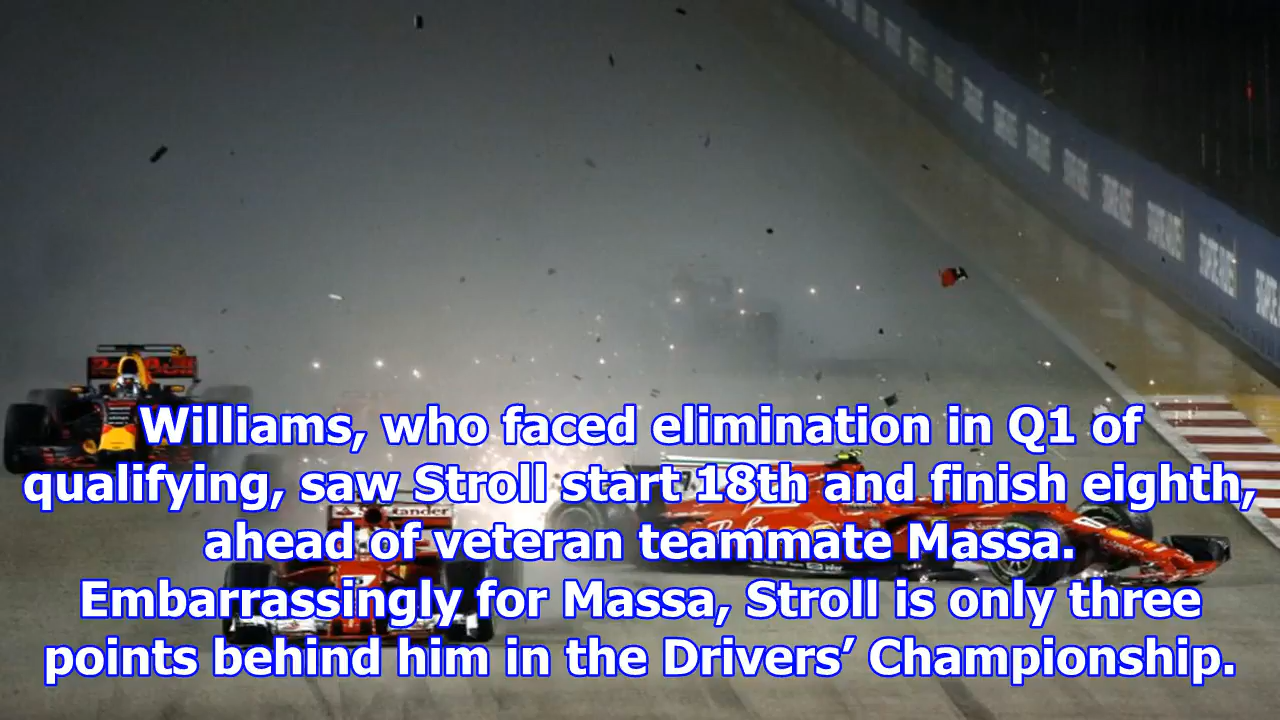 Williams, who faced elimination in Q1 of
qualifying, saw Stroll start 18th and finish eighth,
ahead of veteran teammate Massa.
Embarrassingly for Massa, Stroll is only three
points behind him in the Drivers’ Championship.